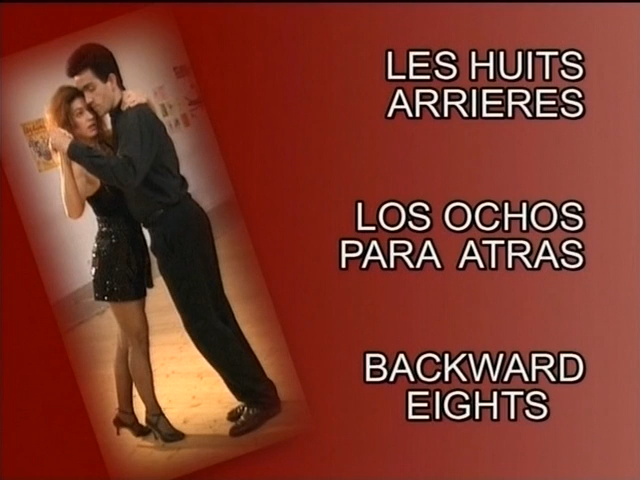 LES HUITS
ARRIERES
LOS OCHOS
PARA ATRAS
BACKWARD
EIGHTS